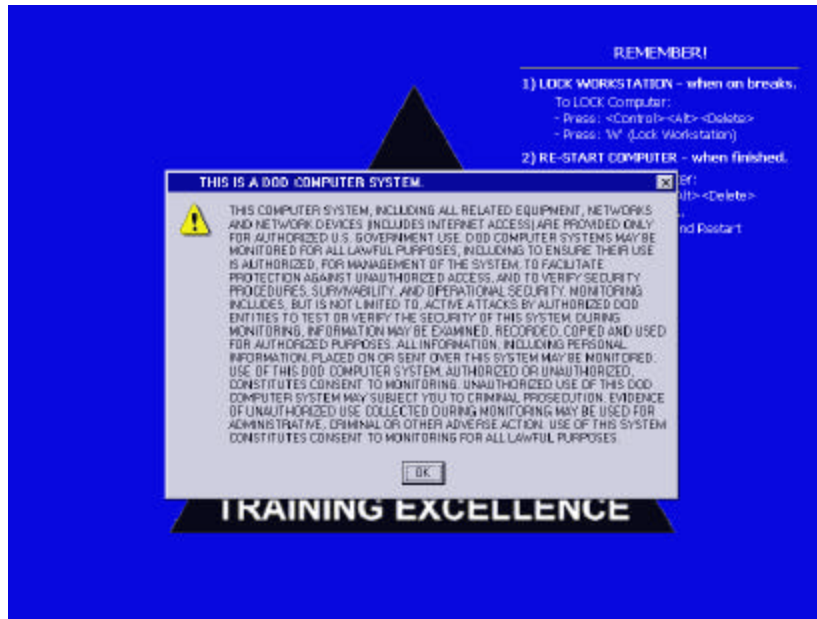 REMEMBER!
1) LOCK WORKSTATION - when on breaks.
To LOCK Computer:
- Press: <Control><Alt><Delete>
- Press: 'W' (Lock Workstation)
2) RE-START COMPUTER - when finished.
er:
Alt><Delete>
nd Restart
THIS IS A DOD COMPUTER SYSTEM.
THIS COMPUTER SYSTEM, INCLUDING ALL RELATED EQUIPMENT, NETWORKS
AND NETWORK DEVICES (INCLUDES INTERNET ACCESS) ARE PROVIDED ONLY
FOR AUTHORIZED U.S. GOVERNMENT USE. DOD COMPUTER SYSTEMS MAY BE
MONITORED FOR ALL LAWFUL PURPOSES, INCLUDING TO ENSURE THEIR USE
IS AUTHORIZED, FOR MANAGEMENT OF THE SYSTEM, TO FACILITATE
PROTECTION AGAINST UNAUTHORIZED ACCESS, AND TO VERIFY SECURITY
PROCEDURES, SURVIVABILITY, AND OPERATIONAL SECURITY. MONITORING
INCLUDES, BUT IS NOT LIMITED TO, ACTIVE ATTACKS BY AUTHORIZED DOD
ENTITIES TO TEST OR VERIFY THE SECURITY OF THIS SYSTEM. DURING
MONITORING, INFORMATION MAY BE EXAMINED, RECORDED, COPIED AND USED
FOR AUTHORIZED PURPOSES. ALL INFORMATION, INCLUDING PERSONAL
INFORMATION, PLACED ON OR SENT OVER THIS SYSTEM MAY BE MONITORED.
USE OF THIS DOD COMPUTER SYSTEM, AUTHORIZED OR UNAUTHORIZED,
CONSTITUTES CONSENT TO MONITORING. UNAUTHORIZED USE OF THIS DOD
COMPUTER SYSTEM MAY SUBJECT YOU TO CRIMINAL PROSECUTION. EVIDENCE
OF UNAUTHORIZED USE COLLECTED DURING MONITORING MAY BE USED FOR
ADMINISTRATIVE, CRIMINAL OR OTHER ADVERSE ACTION. USE OF THIS SYSTEM
CONSTITUTES CONSENT TO MONITORING FOR ALL LAWFUL PURPOSES.
OK
TRAINING EXCELLENCE